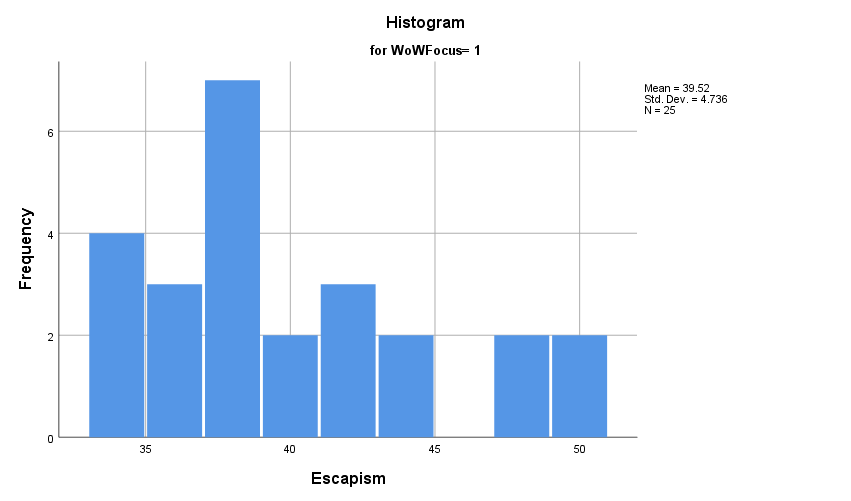 Histogram
for WoWFocus= 1
Mean = 39.52
Std. Dev. = 4.736
N = 25
Frequency
6
4
2
0
35 40 45 50
Escapism